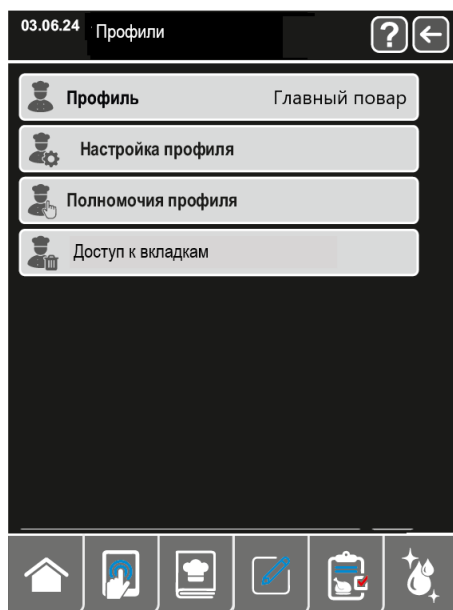 03.06.24 Профили ?
Профиль Главный повар
Настройка профиля
Полномочия профиля
Доступ к вкладкам